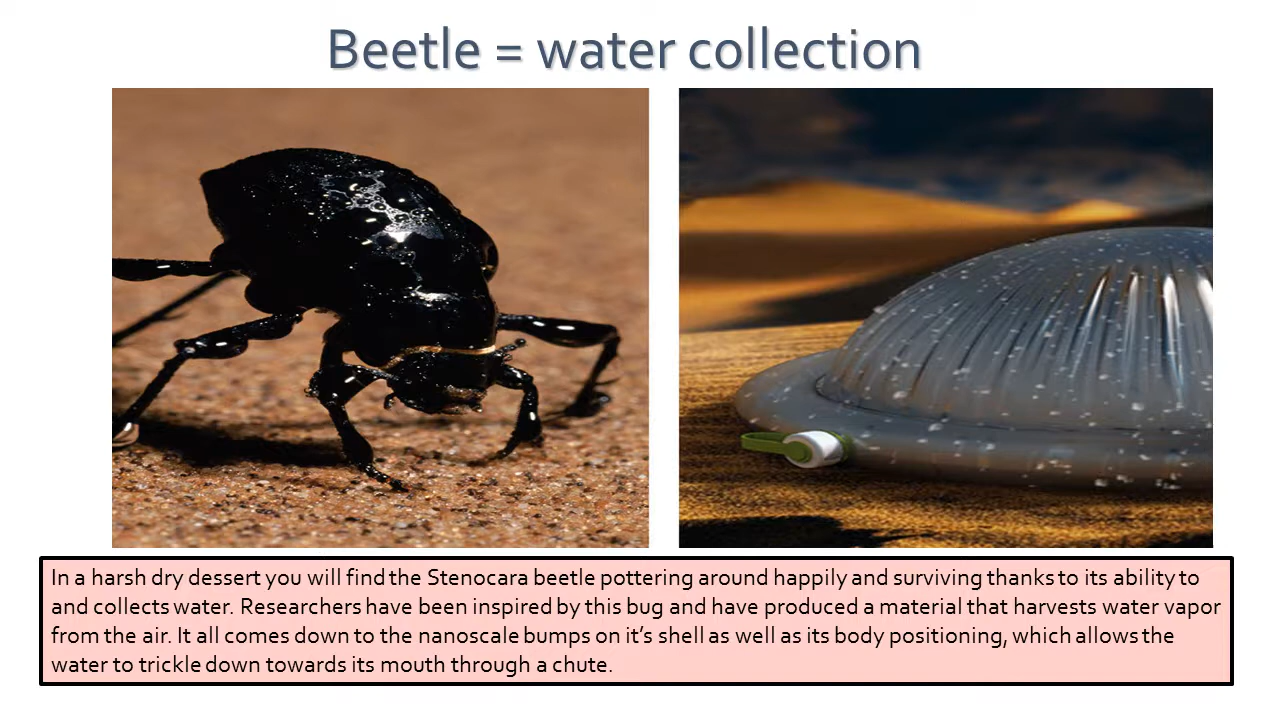 Beetle = water collection
In a harsh dry dessert you will find the Stenocara beetle pottering around happily and surviving thanks to its ability to
and collects water. Researchers have been inspired by this bug and have produced a material that harvests water vapor
from the air. It all comes down to the nanoscale bumps on it's shell as well as its body positioning, which allows the
water to trickle down towards its mouth through a chute.